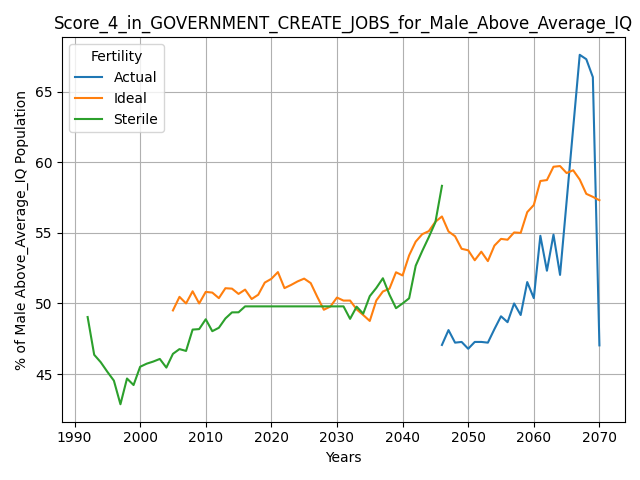 Score_4_in_GOVERNMENT_CREATE_JOBS_for_Male_Above_Average_IQ
Fertility
Actual
Ideal
Sterile
% of Male Above_Average_IQ Population
65
60
55
50
45
1990 2000 2010 2020 2030 2040 2050 2060 2070
Years